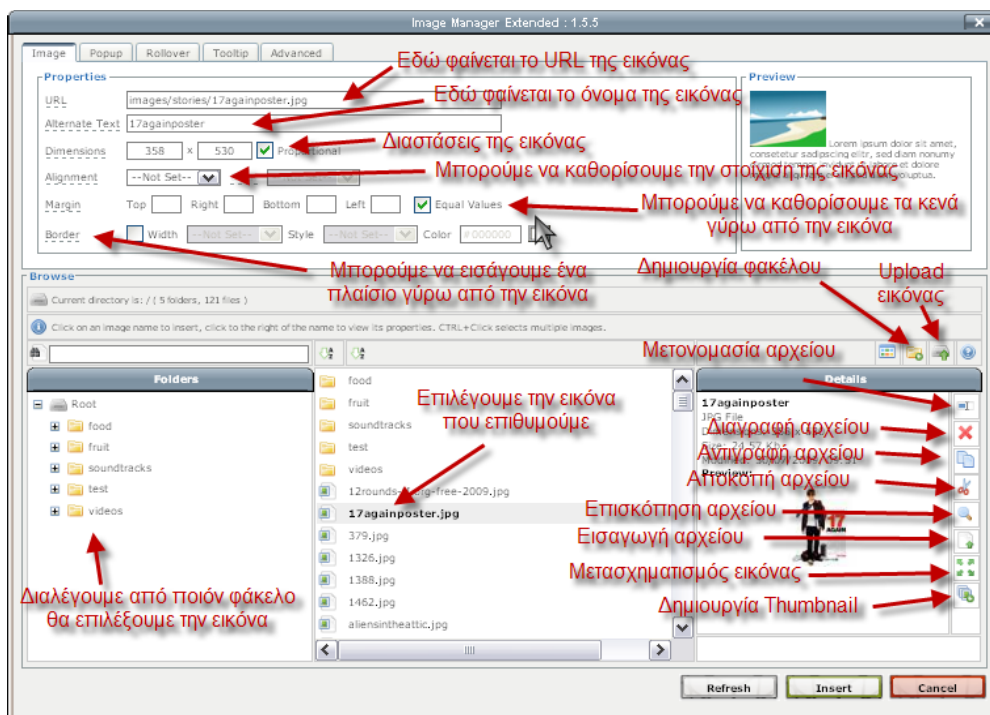 Image Manager Extended : 1.5.5
Image Popup Rollover Tooltip Advanced
Εδώ φαίνεται το URL της εικόνας
Properties
Preview
URL images/stories/17againposter.jpg
Εδώ φαίνεται το όνομα της εικόνας
Alternate Text 17againposter
Διαστάσεις της εικόνας
Dimensions 358 x 530 Proportional
Lorem ipsum dolor sit amet,
consetetur sadipscing elitr, sed diam nonumy
Alignment --Not Set-- --Not Set--
Μπορούμε να καθορίσουμε την στοίχιση της εικόνας
voluptua.
Margin Top Right Bottom Left Equal Values
Μπορούμε να καθορίσουμε τα κενά
γύρω από την εικόνα
Border Width --Not Set-- Style --Not Set-- Color #000000
Μπορούμε να εισάγουμε ένα
πλαίσιο γύρω από την εικόνα
Δημιουργία φακέλου
Upload
εικόνας
Browse
Current directory is: / ( 5 folders, 121 files )
Click on an image name to insert, click to the right of the name to view its properties. CTRL+Click selects multiple images.
Μετονομασία αρχείου
Folders
Root
food
fruit
soundtracks
test
videos
Διαλέγουμε από ποιόν φάκελο
θα επιλέξουμε την εικόνα
food
fruit
soundtracks
test
videos
Επιλέγουμε την εικόνα
που επιθυμούμε
12rounds- -free-2009.jpg
17againposter.jpg
379.jpg
1326.jpg
1388.jpg
1462.jpg
aliensintheattic.jpg
Details
17againposter
JPG File
Διαγραφή αρχείου
Size: 24.57 Kb
Αντιγραφή αρχείου
Preview:
Αποκοπή αρχείου
Επισκόπηση αρχείου
17
AGAIN
Εισαγωγή αρχείου
Μετασχηματισμός εικόνας
Δημιουργία Thumbnail
Refresh Insert Cancel